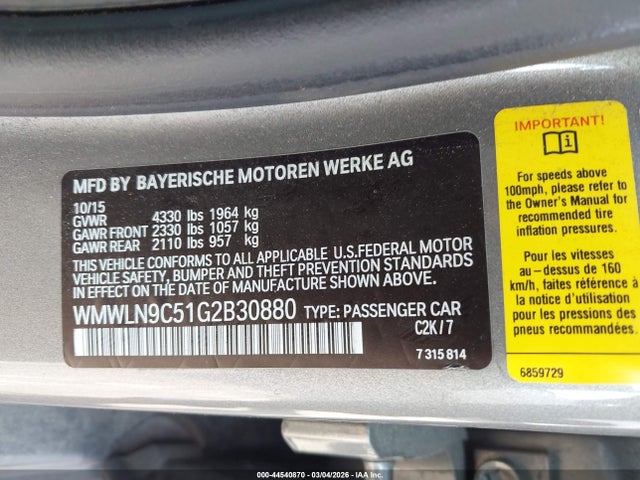 MFD BY BAYERISCHE MOTOREN WERKE AG
10/15
GVWR 4330 lbs 1964 kg
GAWR FRONT 2330 lbs 1057 kg
GAWR REAR 2110 lbs 957 kg
THIS VEHICLE CONFORMS TO ALL APPLICABLE U.S.FEDERAL MOTOR
VEHICLE SAFETY, BUMPER AND THEFT PREVENTION STANDARDS
IN EFFECT ON THE DATE OF MANUFACTURE SHOWN ABOVE.
WMWLN9C51G2B30880 TYPE: PASSENGER CAR
C2K / 7
7 315 814
IMPORTANT!
For speeds above
100mph, please refer to
the Owner's Manual for
recommended tire
inflation pressures.
Pour les vitesses
au-dessus de 160
km/h, faites référence
à la notice d'utilisation
pour la pression des
pneus recommandée.
6859729
000-44540870 - 03/04/2026 - IAAI.COM